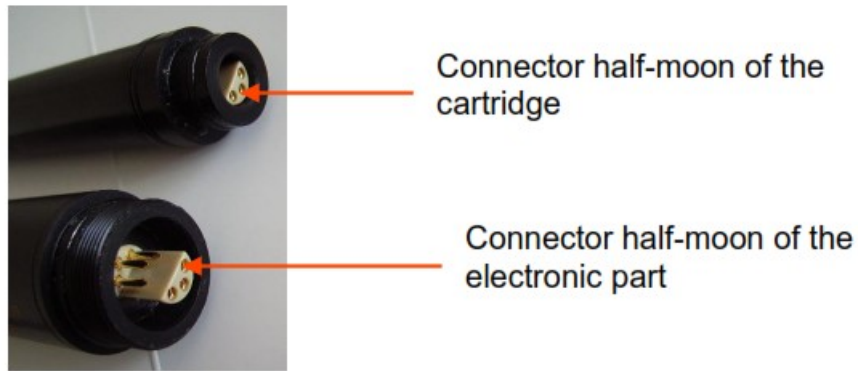 Connector half-moon of the
cartridge
Connector half-moon of the
electronic part